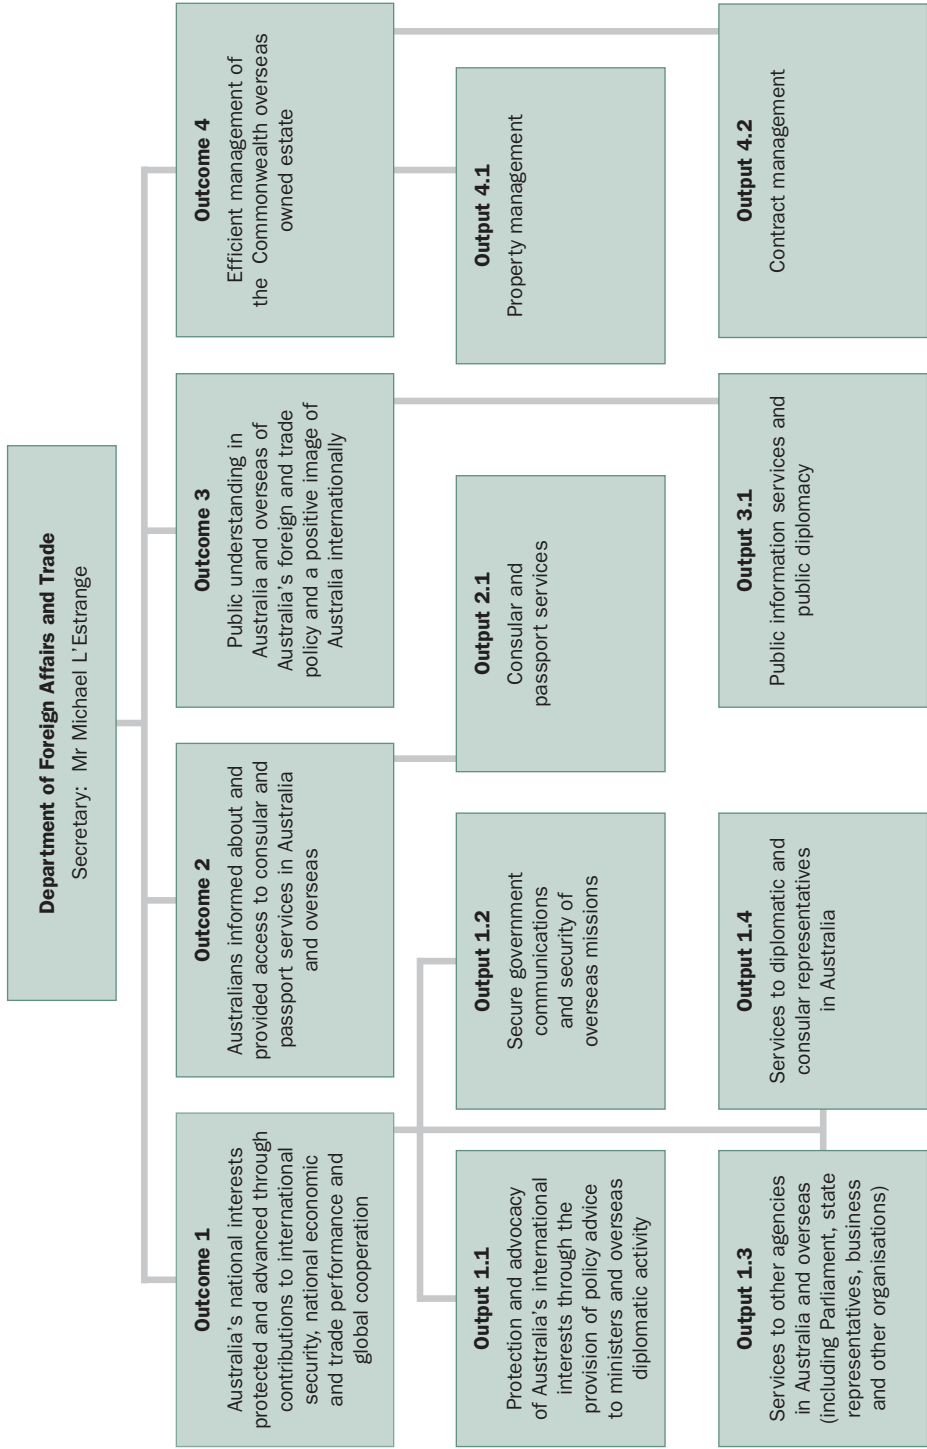 Department of Foreign Affairs and Trade
Secretary: Mr Michael L'Estrange
Outcome 1
Australia's national interests
protected and advanced through
contributions to international
security, national economic
and trade performance and
global cooperation
Outcome 2
Australians informed about and
provided access to consular and
passport services in Australia
and overseas
Outcome 3
Public understanding in
Australia and overseas of
Australia's foreign and trade
policy and a positive image of
Australia internationally
Outcome 4
Efficient management of
the Commonwealth overseas
owned estate
Output 1.1
Protection and advocacy
of Australia's international
interests through the
provision of policy advice
to ministers and overseas
diplomatic activity
Output 1.2
Secure government
communications
and security of
overseas missions
Output 2.1
Consular and
passport services
Output 4.1
Property management
Output 1.3
Services to other agencies
in Australia and overseas
(including Parliament, state
representatives, business
and other organisations)
Output 1.4
Services to diplomatic and
consular representatives
in Australia
Output 3.1
Public information services and
public diplomacy
Output 4.2
Contract management